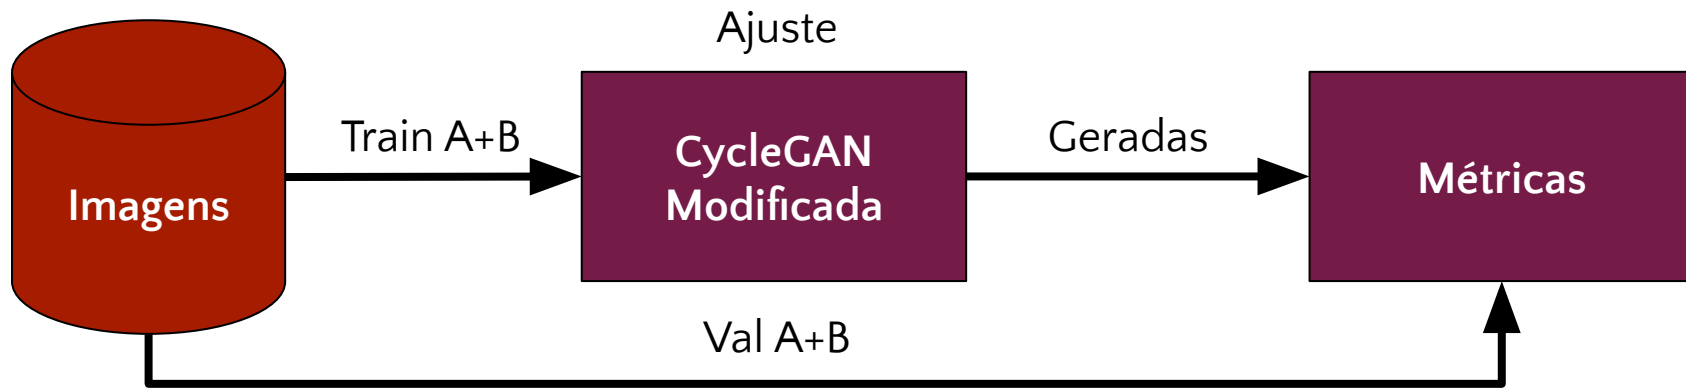 Ajuste
Train A+B
Geradas
Imagens
CycleGAN
Modificada
Métricas
Val A+B